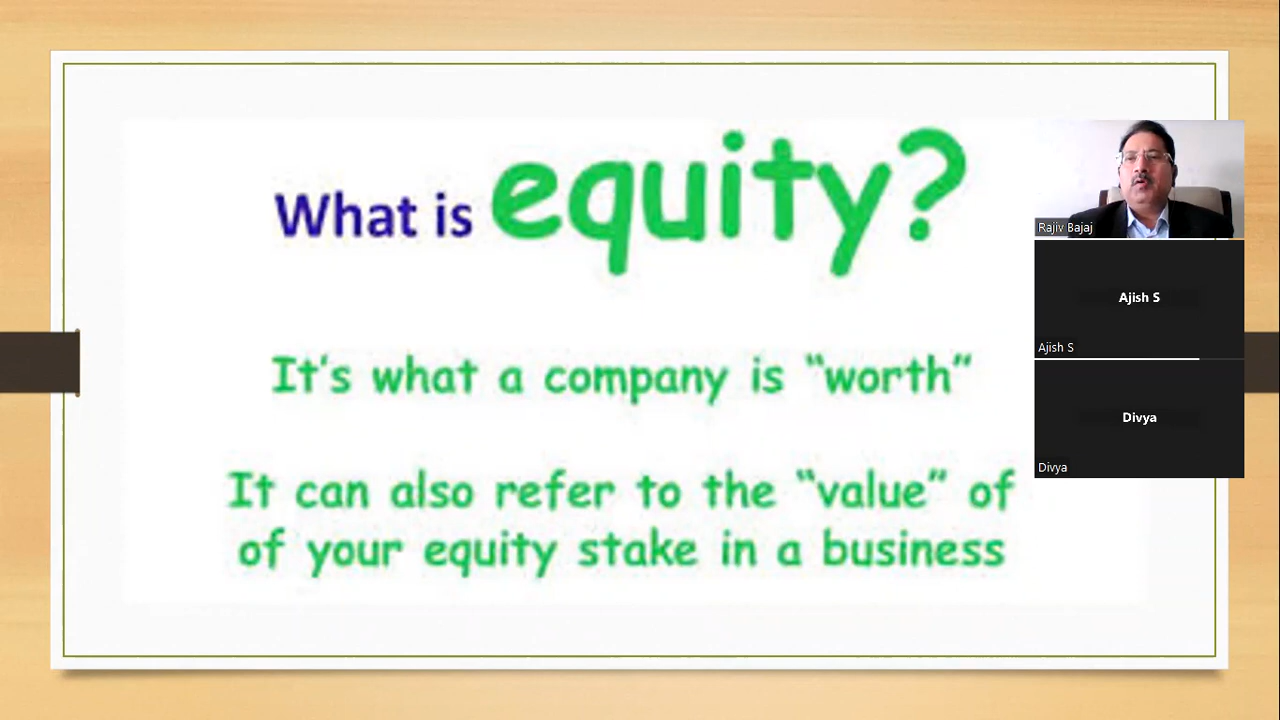 What is equity?
It's what a company is “worth”
It can also refer to the “value” of
of your equity stake in a business
Rajiv Bajaj
Ajish S
Ajish S
Divya
Divya